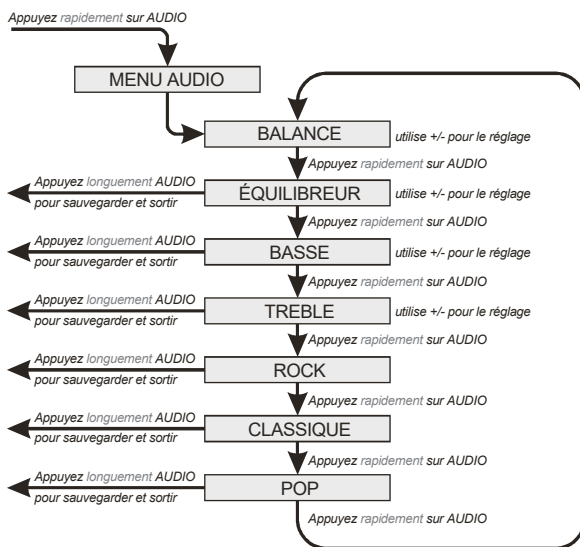 Appuyez rapidement sur AUDIO
MENU AUDIO
BALANCE
utilise +/- pour le réglage
Appuyez rapidement sur AUDIO
Appuyez longuement AUDIO
pour sauvegarder et sortir
ÉQUILIBREUR
utilise +/- pour le réglage
Appuyez rapidement sur AUDIO
Appuyez longuement AUDIO
pour sauvegarder et sortir
BASSE
utilise +/- pour le réglage
Appuyez rapidement sur AUDIO
Appuyez longuement AUDIO
pour sauvegarder et sortir
TREBLE
utilise +/- pour le réglage
Appuyez rapidement sur AUDIO
Appuyez longuement AUDIO
pour sauvegarder et sortir
ROCK
Appuyez rapidement sur AUDIO
Appuyez longuement AUDIO
pour sauvegarder et sortir
CLASSIQUE
Appuyez rapidement sur AUDIO
Appuyez longuement AUDIO
pour sauvegarder et sortir
POP
Appuyez rapidement sur AUDIO